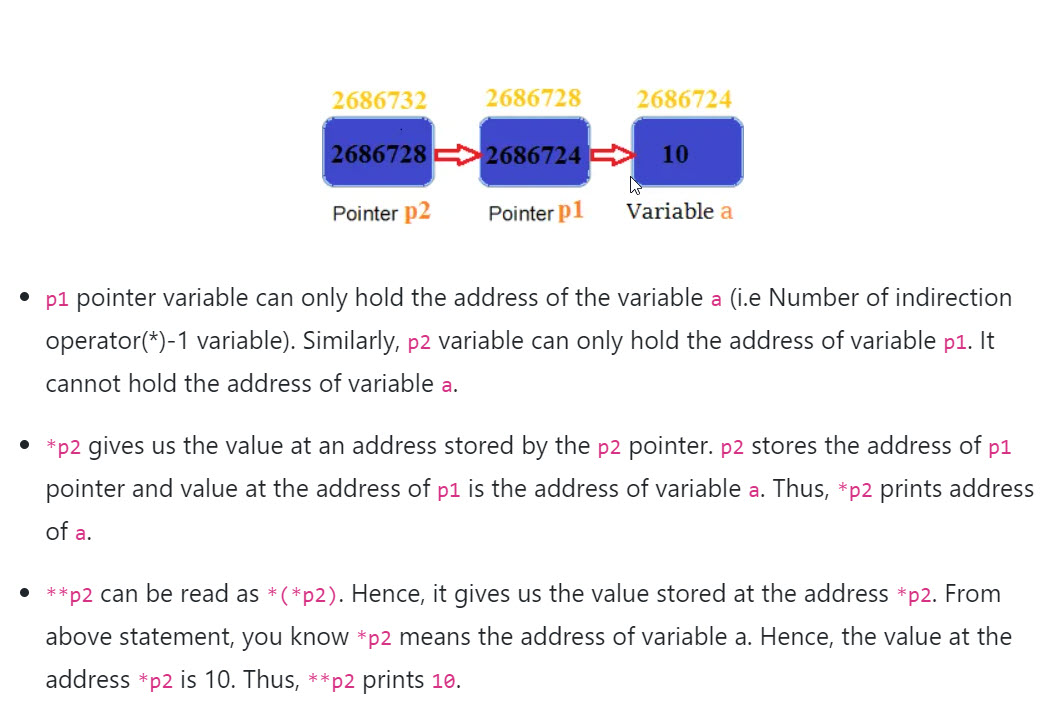 2686732 2686728 2686724
2686728 2686724 10
Pointer p2 Pointer p1 Variable a
• p1 pointer variable can only hold the address of the variable a (i.e Number of indirection
operator(*)-1 variable). Similarly, p2 variable can only hold the address of variable p1. It
cannot hold the address of variable a.
• *p2 gives us the value at an address stored by the p2 pointer. p2 stores the address of p1
pointer and value at the address of p1 is the address of variable a. Thus, *p2 prints address
of a.
• **p2 can be read as *(*p2). Hence, it gives us the value stored at the address *p2. From
above statement, you know *p2 means the address of variable a. Hence, the value at the
address *p2 is 10. Thus, **p2 prints 10.